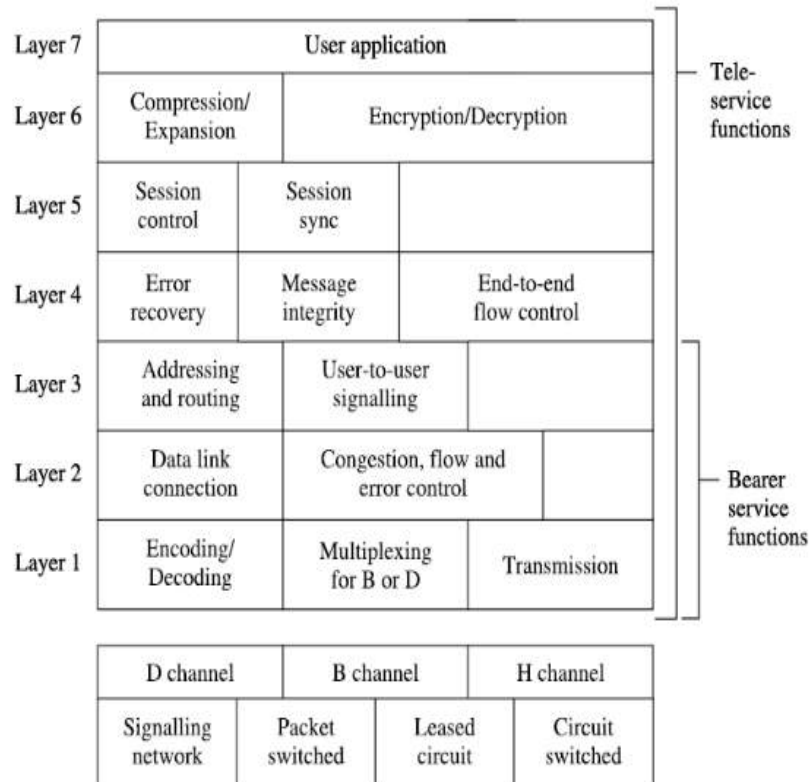 Layer 7
User application
Tele-
service
functions
Layer 6
Compression/
Expansion
Encryption/Decryption
Layer 5
Session
control
Session
sync
Layer 4
Error
recovery
Message
integrity
End-to-end
flow control
Layer 3
Addressing
and routing
User-to-user
signalling
Layer 2
Data link
connection
Congestion, flow and
error control
Bearer
service
functions
Layer 1
Encoding/
Decoding
Multiplexing
for B or D
Transmission
D channel
B channel
H channel
Signalling
network
Packet
switched
Leased
circuit
Circuit
switched